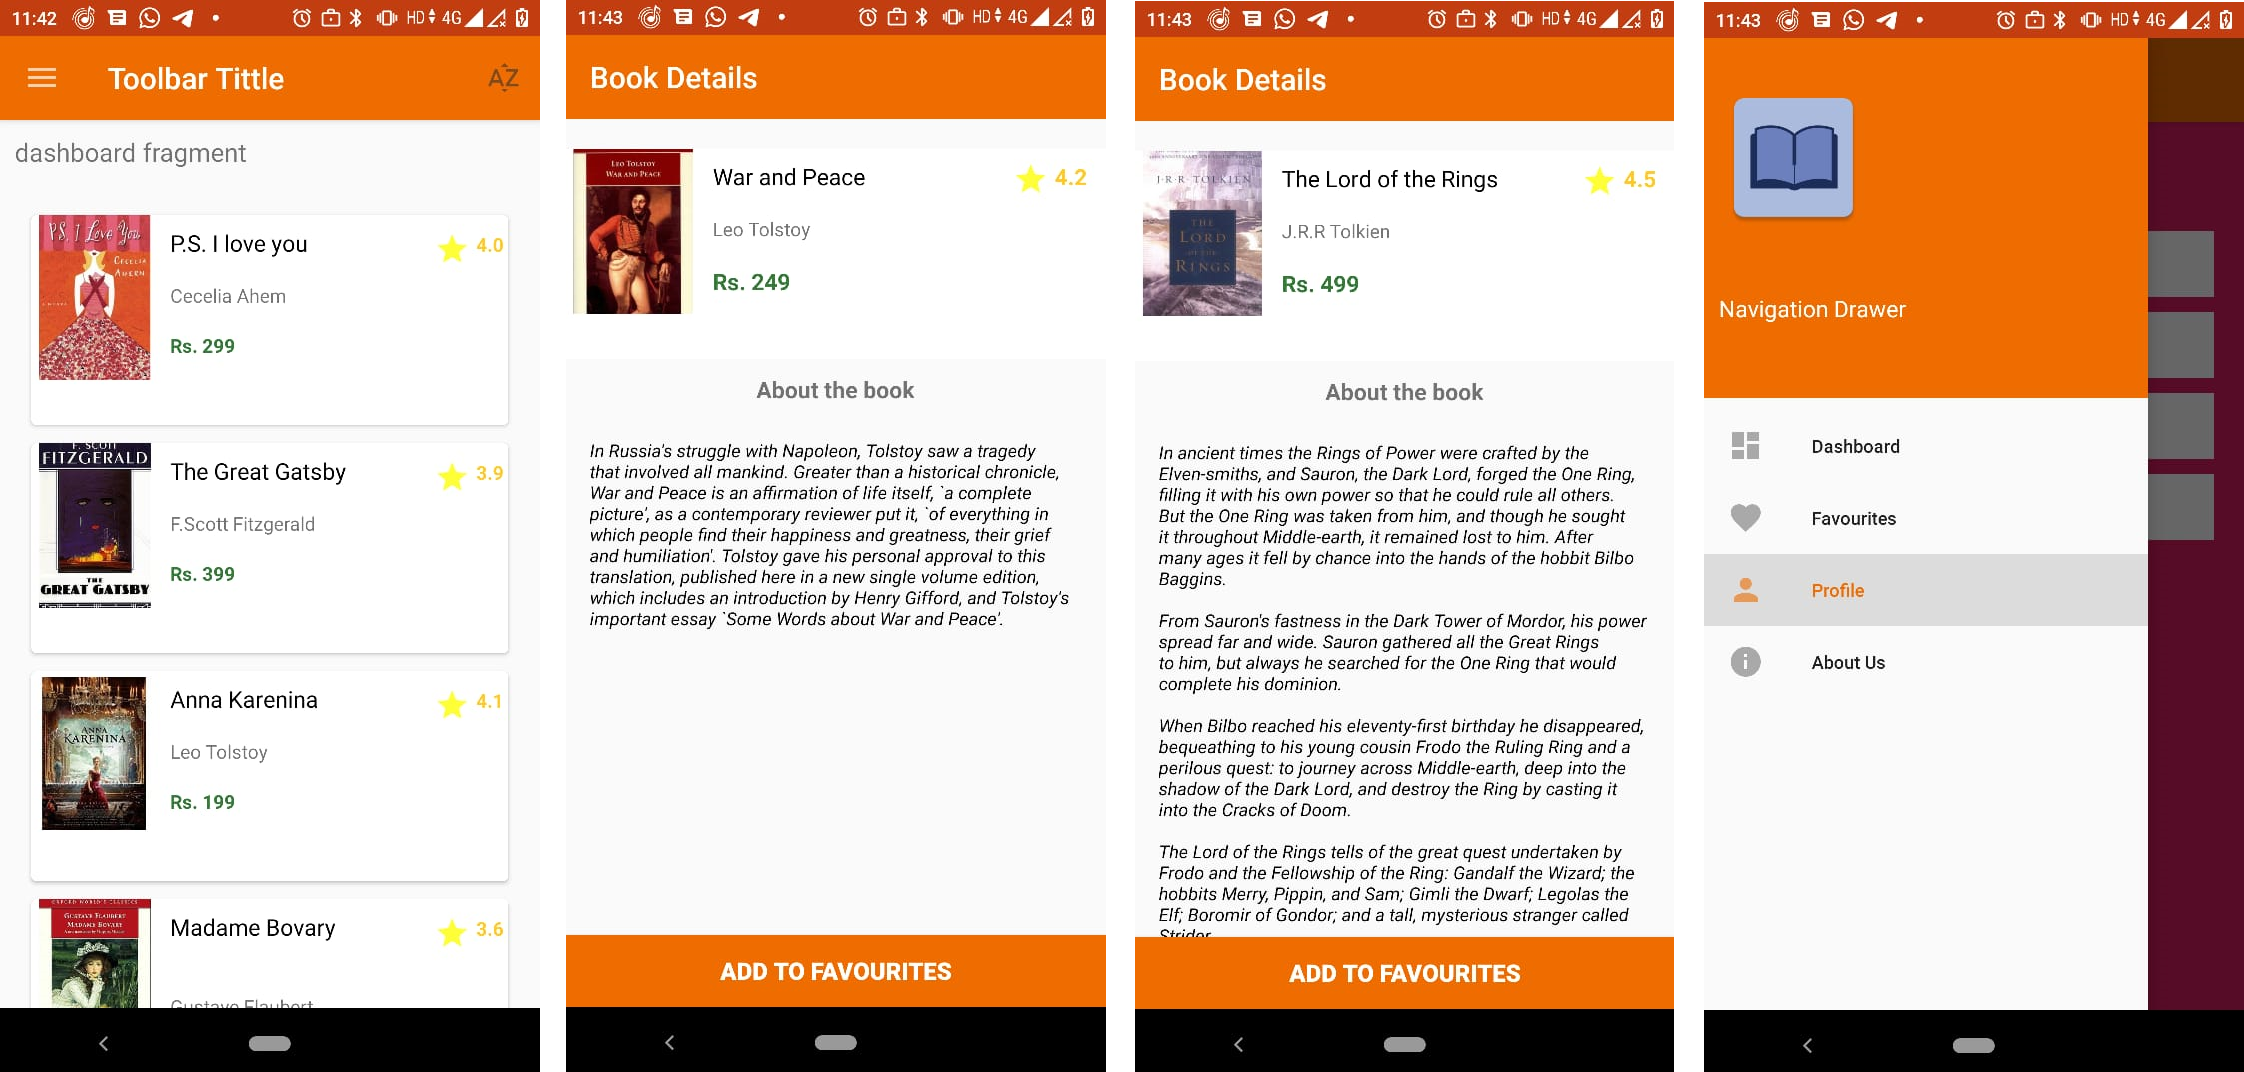 11:42 HD 4G
Toolbar Tittle AZ
dashboard fragment
P.S. I Love You
CECELIA
AHERN
P.S. I love you 4.0
Cecelia Ahem
Rs. 299
F. SCOTT
FITZGERALD
THE
GREAT GATSBY
The Great Gatsby 3.9
F.Scott Fitzgerald
Rs. 399
ANNA
KARENINA
Anna Karenina 4.1
Leo Tolstoy
Rs. 199
OXFORD WORLD'S CLASSICS
GUSTAVE FLAUBERT
MADAME BOVARY
Madame Bovary 3.6
Gustave Flaubert
11:43 HD 4G
Book Details
LEO TOLSTOY
WAR AND PEACE
War and Peace 4.2
Leo Tolstoy
Rs. 249
About the book
In Russia's struggle with Napoleon, Tolstoy saw a tragedy
that involved all mankind. Greater than a historical chronicle,
War and Peace is an affirmation of life itself, `a complete
picture', as a contemporary reviewer put it, `of everything in
which people find their happiness and greatness, their grief
and humiliation'. Tolstoy gave his personal approval to this
translation, published here in a new single volume edition,
which includes an introduction by Henry Gifford, and Tolstoy's
important essay `Some Words about War and Peace'.
ADD TO FAVOURITES
11:43 HD 4G
Book Details
J·R·R·TOLKIEN
THE
LORD
OF THE
RINGS
The Lord of the Rings 4.5
J.R.R Tolkien
Rs. 499
About the book
In ancient times the Rings of Power were crafted by the
Elven-smiths, and Sauron, the Dark Lord, forged the One Ring,
filling it with his own power so that he could rule all others.
But the One Ring was taken from him, and though he sought
it throughout Middle-earth, it remained lost to him. After
many ages it fell by chance into the hands of the hobbit Bilbo
Baggins.
From Sauron's fastness in the Dark Tower of Mordor, his power
spread far and wide. Sauron gathered all the Great Rings
to him, but always he searched for the One Ring that would
complete his dominion.
When Bilbo reached his eleventy-first birthday he disappeared,
bequeathing to his young cousin Frodo the Ruling Ring and a
perilous quest: to journey across Middle-earth, deep into the
shadow of the Dark Lord, and destroy the Ring by casting it
into the Cracks of Doom.
The Lord of the Rings tells of the great quest undertaken by
Frodo and the Fellowship of the Ring: Gandalf the Wizard; the
hobbits Merry, Pippin, and Sam; Gimli the Dwarf; Legolas the
Elf; Boromir of Gondor; and a tall, mysterious stranger called
Strider
ADD TO FAVOURITES
11:43 HD 4G
Navigation Drawer
Dashboard
Favourites
Profile
About Us